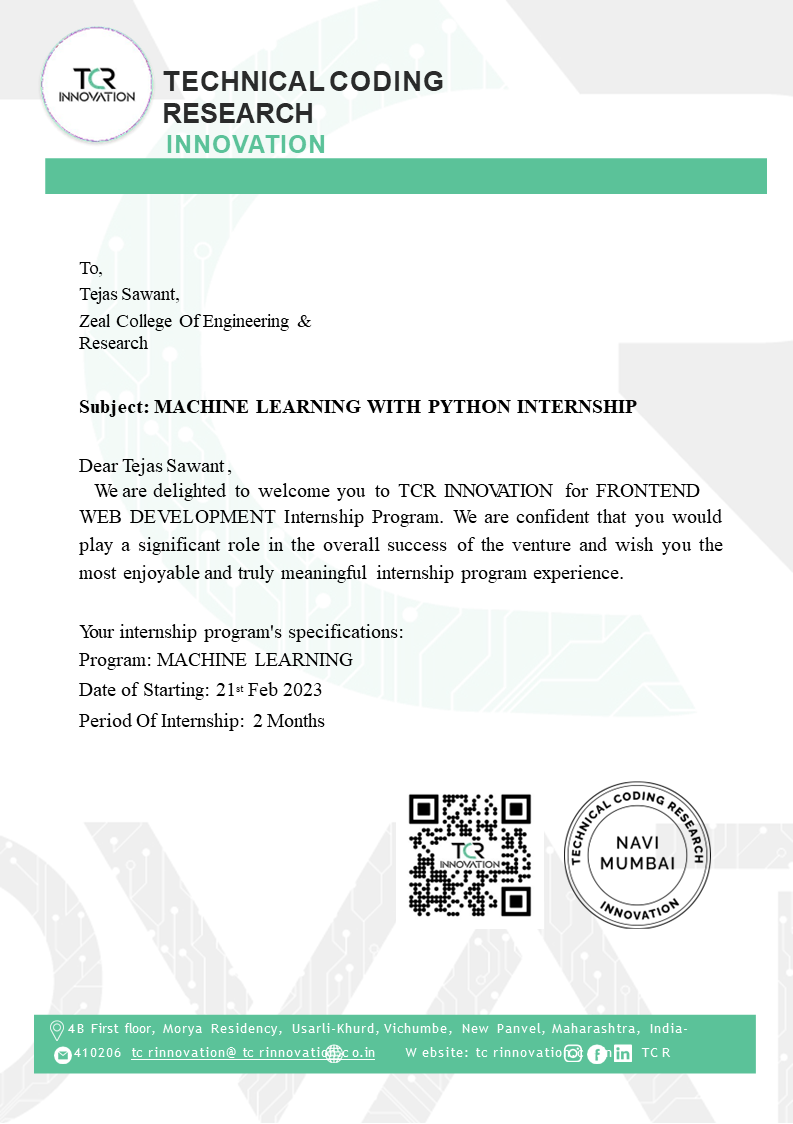 TCR
INNOVATION
TECHNICAL CODING
RESEARCH
INNOVATION
To,
Tejas Sawant,
Zeal College Of Engineering &
Research
Subject: MACHINE LEARNING WITH PYTHON INTERNSHIP
Dear Tejas Sawant ,
We are delighted to welcome you to TCR INNOVATION for FRONTEND
WEB DEVELOPMENT Internship Program. We are confident that you would
play a significant role in the overall success of the venture and wish you the
most enjoyable and truly meaningful internship program experience.
Your internship program's specifications:
Program: MACHINE LEARNING
Date of Starting: 21st Feb 2023
Period Of Internship: 2 Months
TCR
INNOVATION
TECHNICAL CODING RESEARCH
NAVI
MUMBAI
INNOVATION
4B First floor, Morya Residency, Usarli-Khurd, Vichumbe, New Panvel, Maharashtra, India-
410206 tc rinnovation@ tc rinnovation.c o.in W ebsite: tc rinnovation TC R